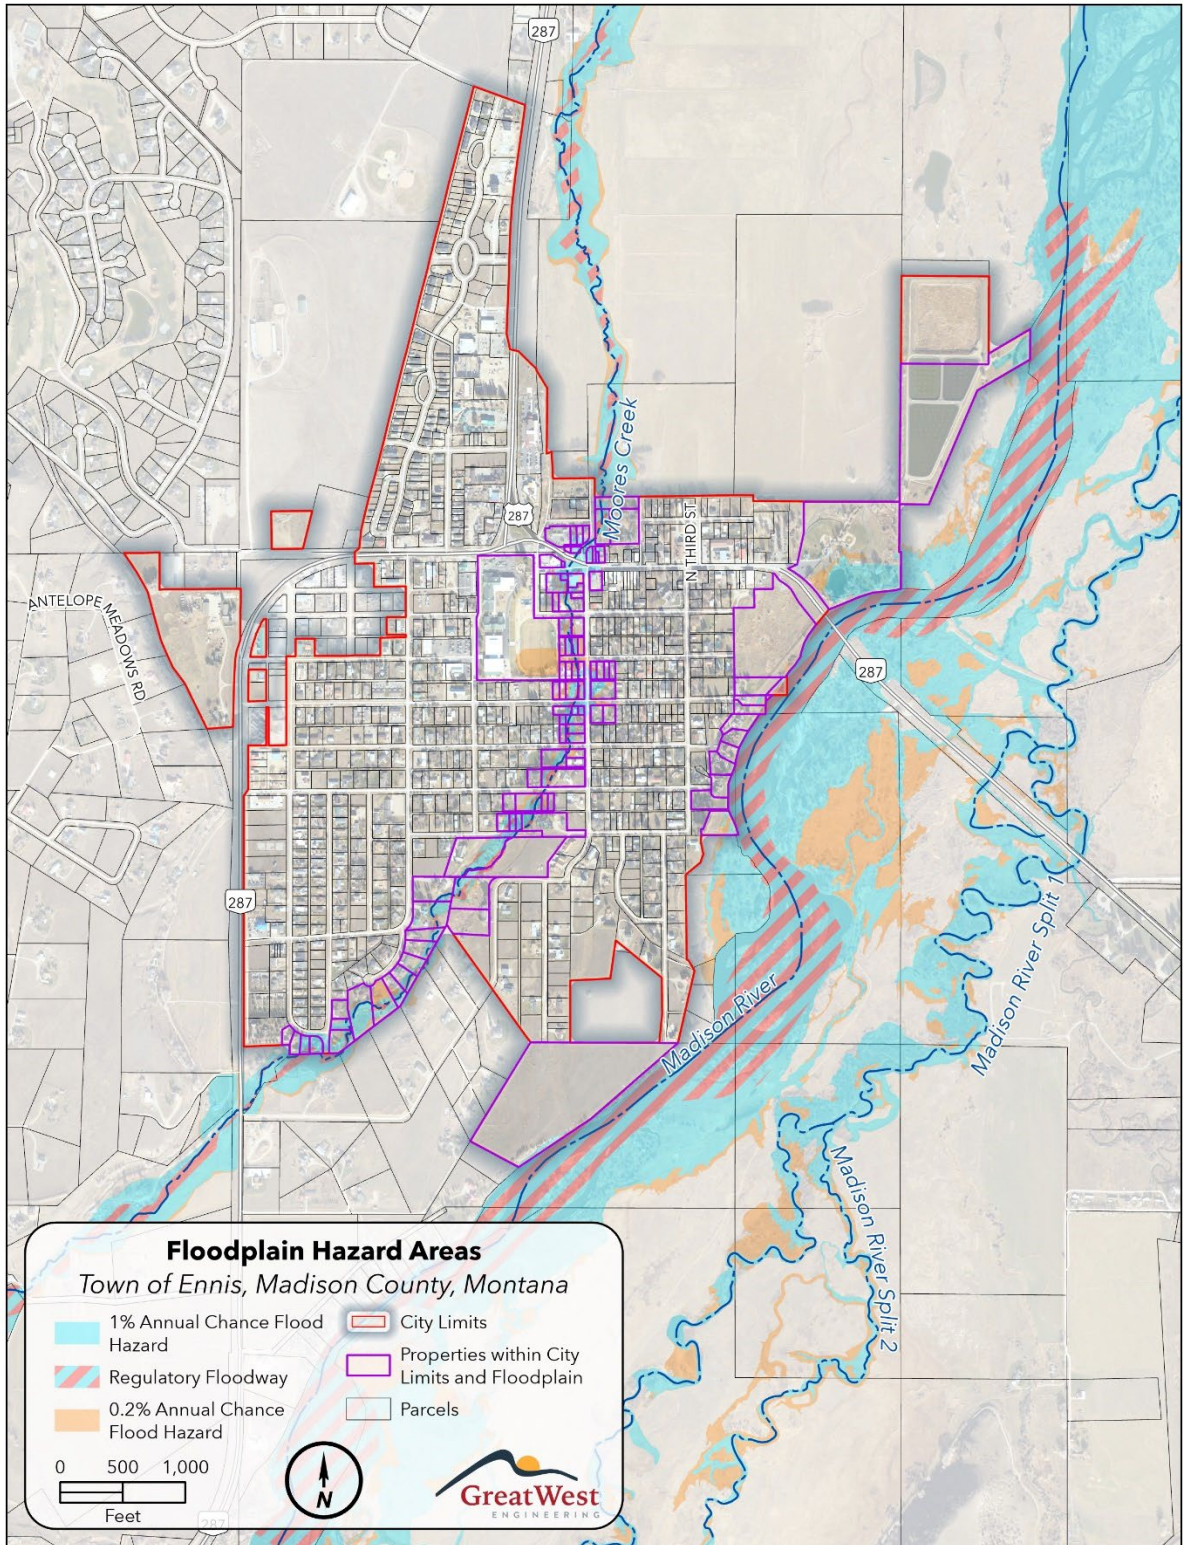 287
Moores Creek
287
N THIRD ST
ANTELOPE MEADOWS RD
287
287
Madison River Split 1
Madison River
Madison River Split 2
Floodplain Hazard Areas
Town of Ennis, Madison County, Montana
1% Annual Chance Flood
Hazard
Regulatory Floodway
0.2% Annual Chance
Flood Hazard
City Limits
Properties within City
Limits and Floodplain
Parcels
0 500 1,000
Feet
N
GreatWest
ENGINEERING
287